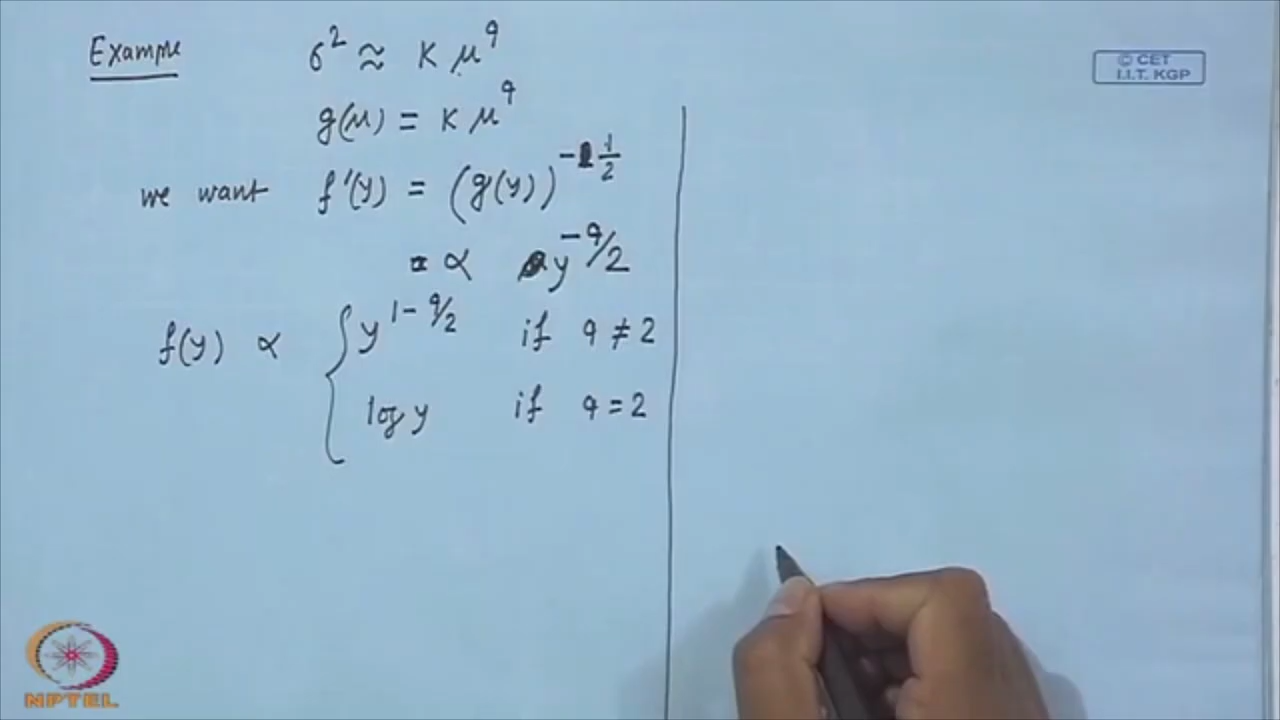 Example σ² ≈ K μ^q
© CET
I.I.T. KGP
g(μ) = K μ^q
we want f'(y) = (g(y))^-1/2
∝ y^-q/2
f(y) ∝ { y^1-q/2 if q ≠ 2
log y if q = 2
NPTEL